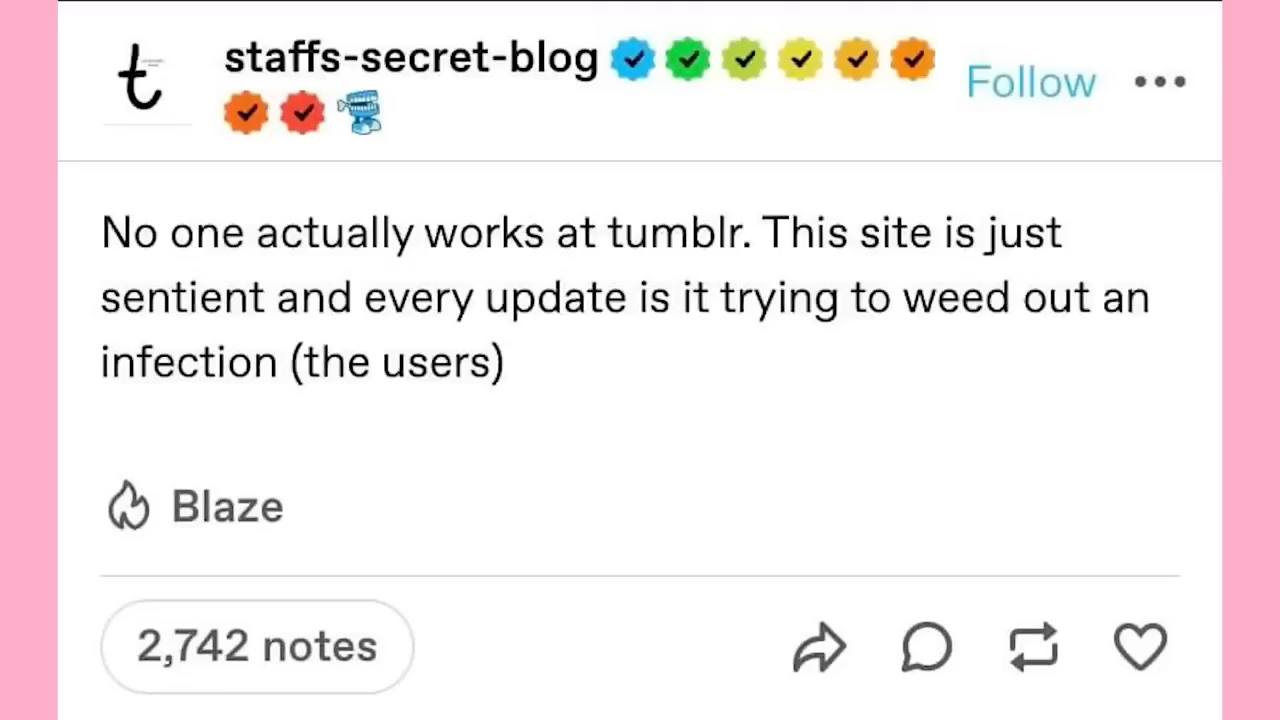 staffs-secret-blog
Follow
No one actually works at tumblr. This site is just
sentient and every update is it trying to weed out an
infection (the users)
Blaze
2,742 notes